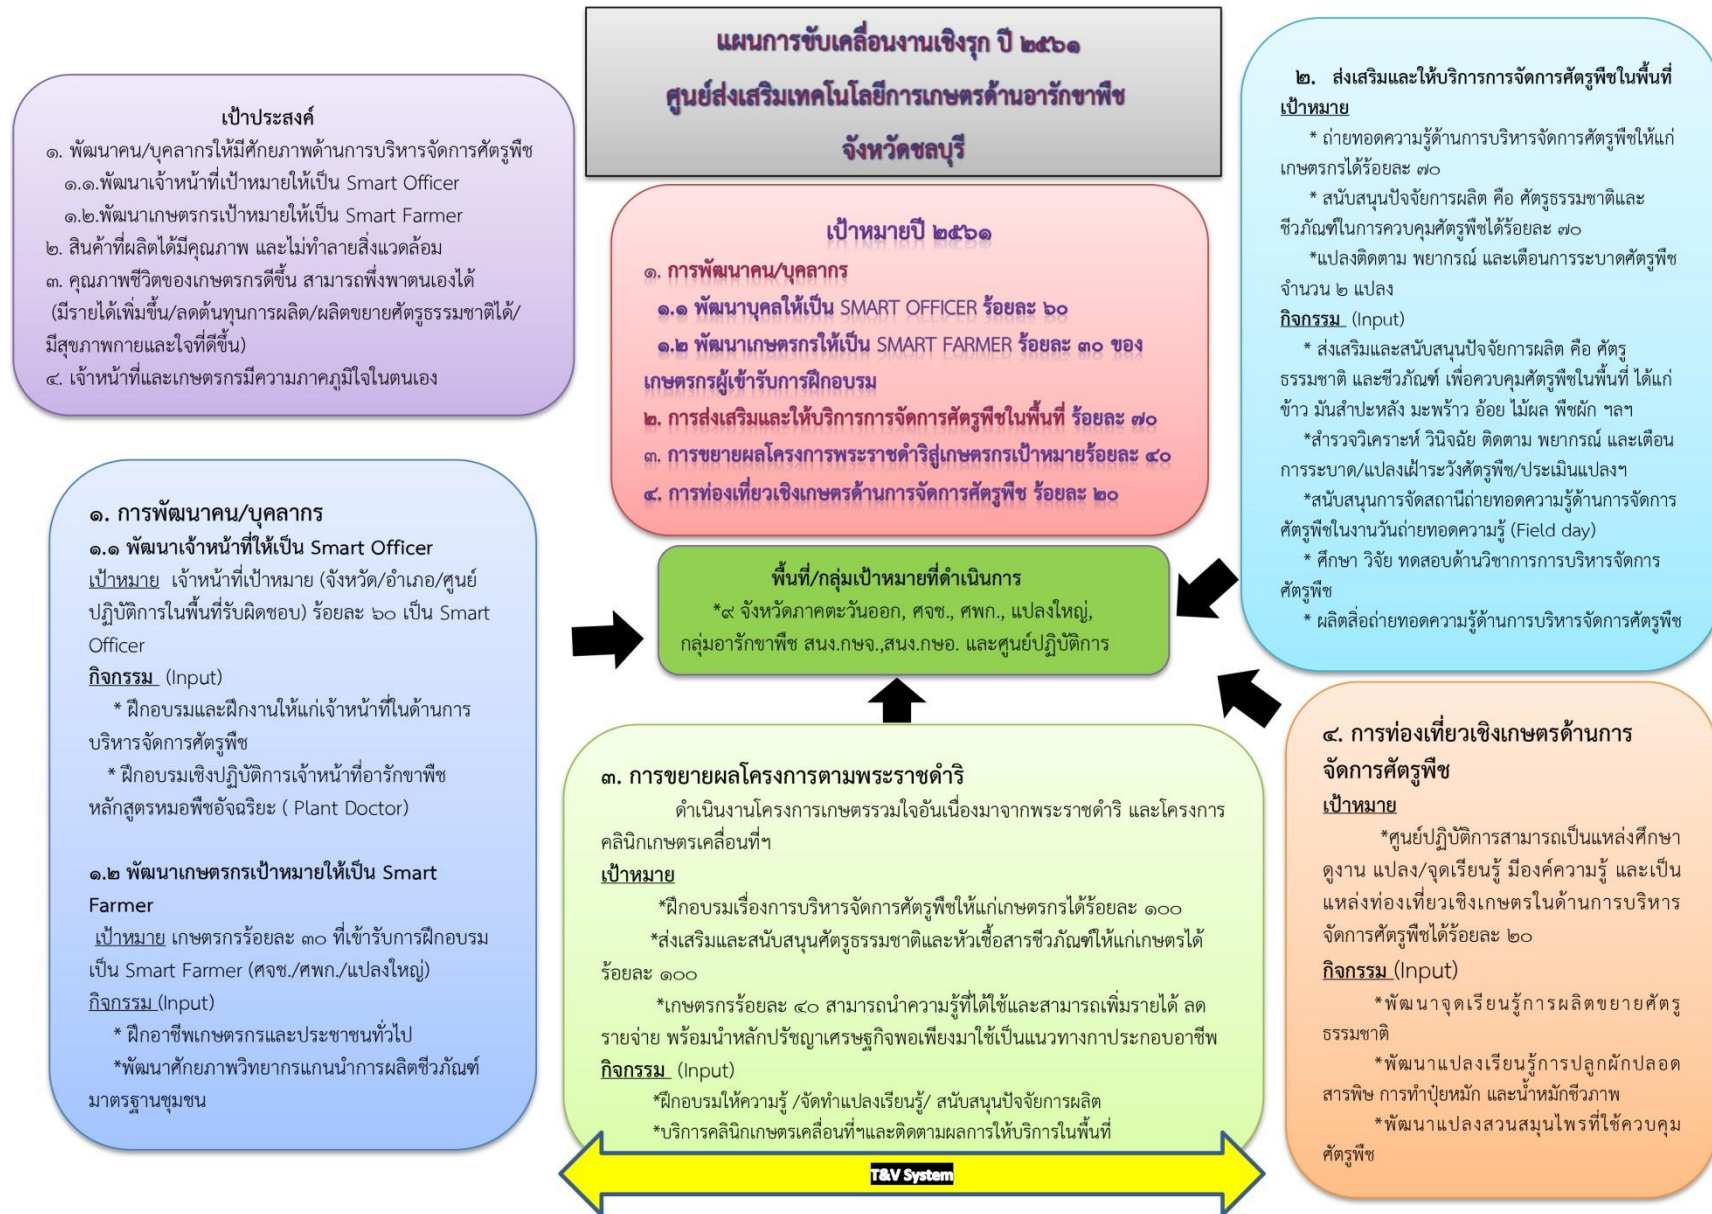 แผนการขับเคลื่อนงานเชิงรุก ปี ๒๕๖๑
ศูนย์ส่งเสริมเทคโนโลยีการเกษตรด้านอารักขาพืช
จังหวัดชลบุรี
เป้าประสงค์
๑. พัฒนาคน/บุคลากรให้มีศักยภาพด้านการบริหารจัดการศัตรูพืช
๑.๑.พัฒนาเจ้าหน้าที่เป้าหมายให้เป็น Smart Officer
๑.๒.พัฒนาเกษตรกรเป้าหมายให้เป็น Smart Farmer
๒. สินค้าที่ผลิตได้มีคุณภาพ และไม่ทำลายสิ่งแวดล้อม
๓. คุณภาพชีวิตของเกษตรกรดีขึ้น สามารถพึ่งพาตนเองได้
(มีรายได้เพิ่มขึ้น/ลดต้นทุนการผลิต/ผลิตขยายศัตรูธรรมชาติได้/
มีสุขภาพกายและใจที่ดีขึ้น)
๔. เจ้าหน้าที่และเกษตรกรมีความภาคภูมิใจในตนเอง
เป้าหมายปี ๒๕๖๑
๑. การพัฒนาคน/บุคลากร
๑.๑ พัฒนาบุคลให้เป็น SMART OFFICER ร้อยละ ๖๐
๑.๒ พัฒนาเกษตรกรให้เป็น SMART FARMER ร้อยละ ๓๐ ของ
เกษตรกรผู้เข้ารับการฝึกอบรม
๒. การส่งเสริมและให้บริการการจัดการศัตรูพืชในพื้นที่ ร้อยละ ๗๐
๓. การขยายผลโครงการพระราชดำริสู่เกษตรกรเป้าหมายร้อยละ ๔๐
๔. การท่องเที่ยวเชิงเกษตรด้านการจัดการศัตรูพืช ร้อยละ ๒๐
พื้นที่/กลุ่มเป้าหมายที่ดำเนินการ
*๙ จังหวัดภาคตะวันออก, ศจช., ศพก., แปลงใหญ่,
กลุ่มอารักขาพืช สนง.กษจ.,สนง.กษอ. และศูนย์ปฏิบัติการ
๑. การพัฒนาคน/บุคลากร
๑.๑ พัฒนาเจ้าหน้าที่ให้เป็น Smart Officer
เป้าหมาย เจ้าหน้าที่เป้าหมาย (จังหวัด/อำเภอ/ศูนย์
ปฏิบัติการในพื้นที่รับผิดชอบ) ร้อยละ ๖๐ เป็น Smart
Officer
กิจกรรม (Input)
* ฝึกอบรมและฝึกงานให้แก่เจ้าหน้าที่ในด้านการ
บริหารจัดการศัตรูพืช
* ฝึกอบรมเชิงปฏิบัติการเจ้าหน้าที่อารักขาพืช
หลักสูตรหมอพืชอัจฉริยะ ( Plant Doctor)
๑.๒ พัฒนาเกษตรกรเป้าหมายให้เป็น Smart
Farmer
เป้าหมาย เกษตรกรร้อยละ ๓๐ ที่เข้ารับการฝึกอบรม
เป็น Smart Farmer (ศจช./ศพก./แปลงใหญ่)
กิจกรรม (Input)
* ฝึกอาชีพเกษตรกรและประชาชนทั่วไป
*พัฒนาศักยภาพวิทยากรแกนนำการผลิตชีวภัณฑ์
มาตรฐานชุมชน
๒. ส่งเสริมและให้บริการการจัดการศัตรูพืชในพื้นที่
เป้าหมาย
* ถ่ายทอดความรู้ด้านการบริหารจัดการศัตรูพืชให้แก่
เกษตรกรได้ร้อยละ ๗๐
* สนับสนุนปัจจัยการผลิต คือ ศัตรูธรรมชาติและ
ชีวภัณฑ์ในการควบคุมศัตรูพืชได้ร้อยละ ๗๐
*แปลงติดตาม พยากรณ์ และเตือนการระบาดศัตรูพืช
จำนวน ๒ แปลง
กิจกรรม (Input)
* ส่งเสริมและสนับสนุนปัจจัยการผลิต คือ ศัตรู
ธรรมชาติ และชีวภัณฑ์ เพื่อควบคุมศัตรูพืชในพื้นที่ ได้แก่
ข้าว มันสำปะหลัง มะพร้าว อ้อย ไม้ผล พืชผัก ฯลฯ
*สำรวจวิเคราะห์ วินิจฉัย ติดตาม พยากรณ์ และเตือน
การระบาด/แปลงเฝ้าระวังศัตรูพืช/ประเมินแปลงฯ
*สนับสนุนการจัดสถานีถ่ายทอดความรู้ด้านการจัดการ
ศัตรูพืชในงานวันถ่ายทอดความรู้ (Field day)
* ศึกษา วิจัย ทดสอบด้านวิชาการการบริหารจัดการ
ศัตรูพืช
* ผลิตสื่อถ่ายทอดความรู้ด้านการบริหารจัดการศัตรูพืช
๓. การขยายผลโครงการตามพระราชดำริ
ดำเนินงานโครงการเกษตรรวมใจอันเนื่องมาจากพระราชดำริ และโครงการ
คลินิกเกษตรเคลื่อนที่ฯ
เป้าหมาย
*ฝึกอบรมเรื่องการบริหารจัดการศัตรูพืชให้แก่เกษตรกรได้ร้อยละ ๑๐๐
*ส่งเสริมและสนับสนุนศัตรูธรรมชาติและหัวเชื้อสารชีวภัณฑ์ให้แก่เกษตรได้
ร้อยละ ๑๐๐
*เกษตรกรร้อยละ ๔๐ สามารถนำความรู้ที่ได้ใช้และสามารถเพิ่มรายได้ ลด
รายจ่าย พร้อมนำหลักปรัชญาเศรษฐกิจพอเพียงมาใช้เป็นแนวทางกาประกอบอาชีพ
กิจกรรม (Input)
*ฝึกอบรมให้ความรู้ /จัดทำแปลงเรียนรู้/ สนับสนุนปัจจัยการผลิต
*บริการคลินิกเกษตรเคลื่อนที่ฯและติดตามผลการให้บริการในพื้นที่
๔. การท่องเที่ยวเชิงเกษตรด้านการ
จัดการศัตรูพืช
เป้าหมาย
*ศูนย์ปฏิบัติการสามารถเป็นแหล่งศึกษา
ดูงาน แปลง/จุดเรียนรู้ มีองค์ความรู้ และเป็น
แหล่งท่องเที่ยวเชิงเกษตรในด้านการบริหาร
จัดการศัตรูพืชได้ร้อยละ ๒๐
กิจกรรม (Input)
*พัฒนาจุดเรียนรู้การผลิตขยายศัตรู
ธรรมชาติ
*พัฒนาแปลงเรียนรู้การปลูกผักปลอด
สารพิษ การทำปุ๋ยหมัก และน้ำหมักชีวภาพ
*พัฒนาแปลงสวนสมุนไพรที่ใช้ควบคุม
ศัตรูพืช
T&V System